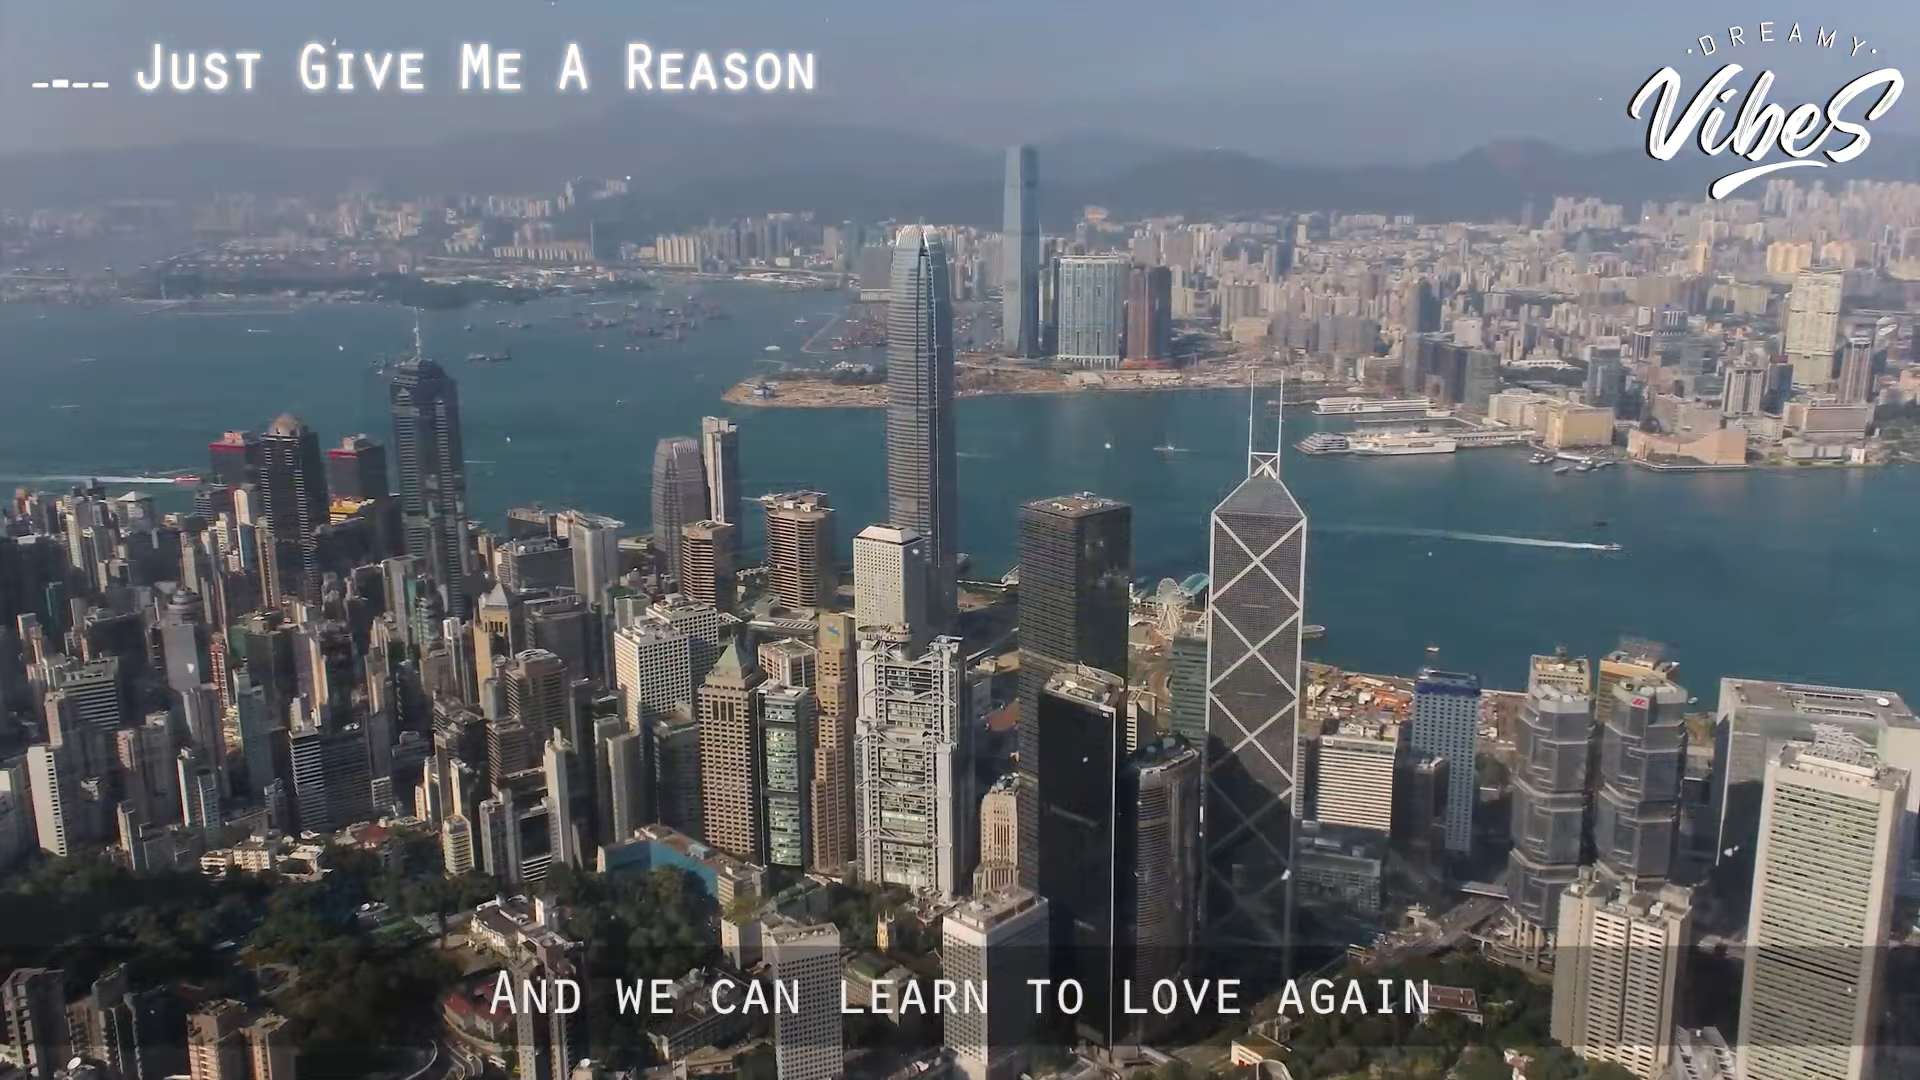 ---- Just Give Me A Reason
·DREAMY·
Vibes
And we can learn to love again